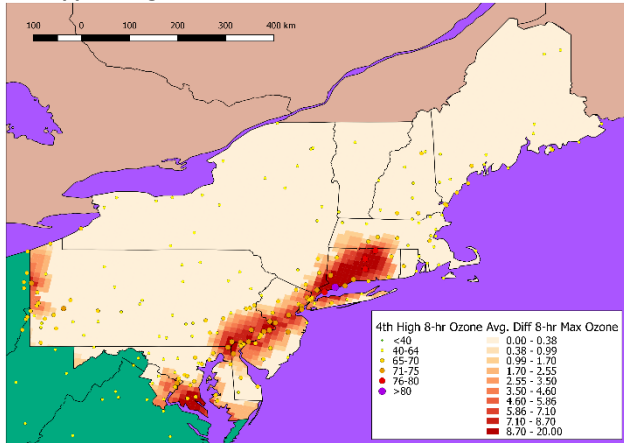 100 0 100 200 300 400 km
4th High 8-hr Ozone Avg. Diff 8-hr Max Ozone
<40 0.00 - 0.38
40-64 0.38 - 0.99
65-70 0.99 - 1.70
71-75 1.70 - 2.55
76-80 2.55 - 3.50
>80 3.50 - 4.60
4.60 - 5.86
5.86 - 7.10
7.10 - 8.70
8.70 - 20.00